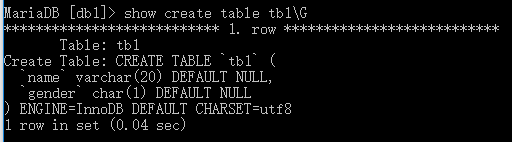 MariaDB [db1]> show create table tb1\G
*************************** 1. row ***************************
       Table: tb1
Create Table: CREATE TABLE `tb1` (
  `name` varchar(20) DEFAULT NULL,
  `gender` char(1) DEFAULT NULL
) ENGINE=InnoDB DEFAULT CHARSET=utf8
1 row in set (0.04 sec)